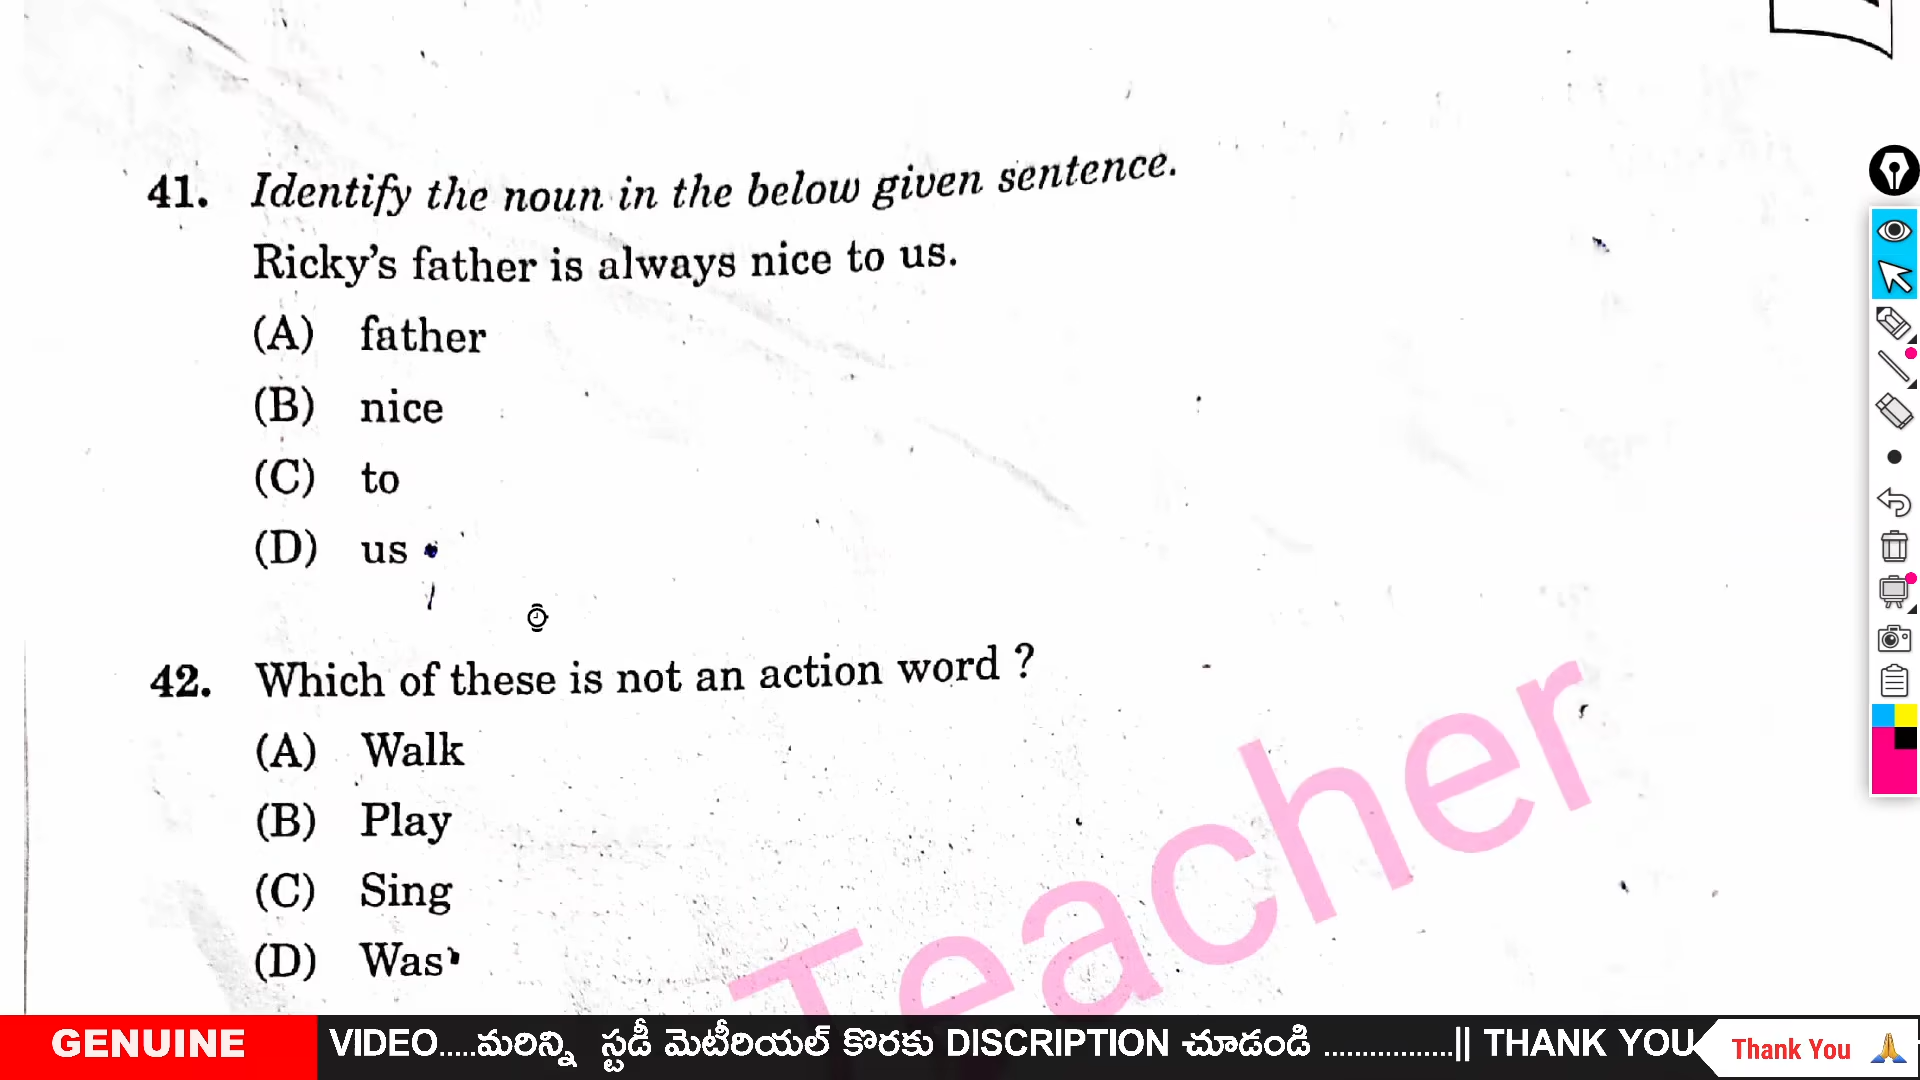 41. Identify the noun in the below given sentence.
Ricky's father is always nice to us.
(A) father
(B) nice
(C) to
(D) us
42. Which of these is not an action word ?
(A) Walk
(B) Play
(C) Sing
(D) Was
Teacher
GENUINE VIDEO.....మరిన్ని స్టడీ మెటీరియల్ కొరకు DISCRIPTION చూడండి .................|| THANK YOU Thank You